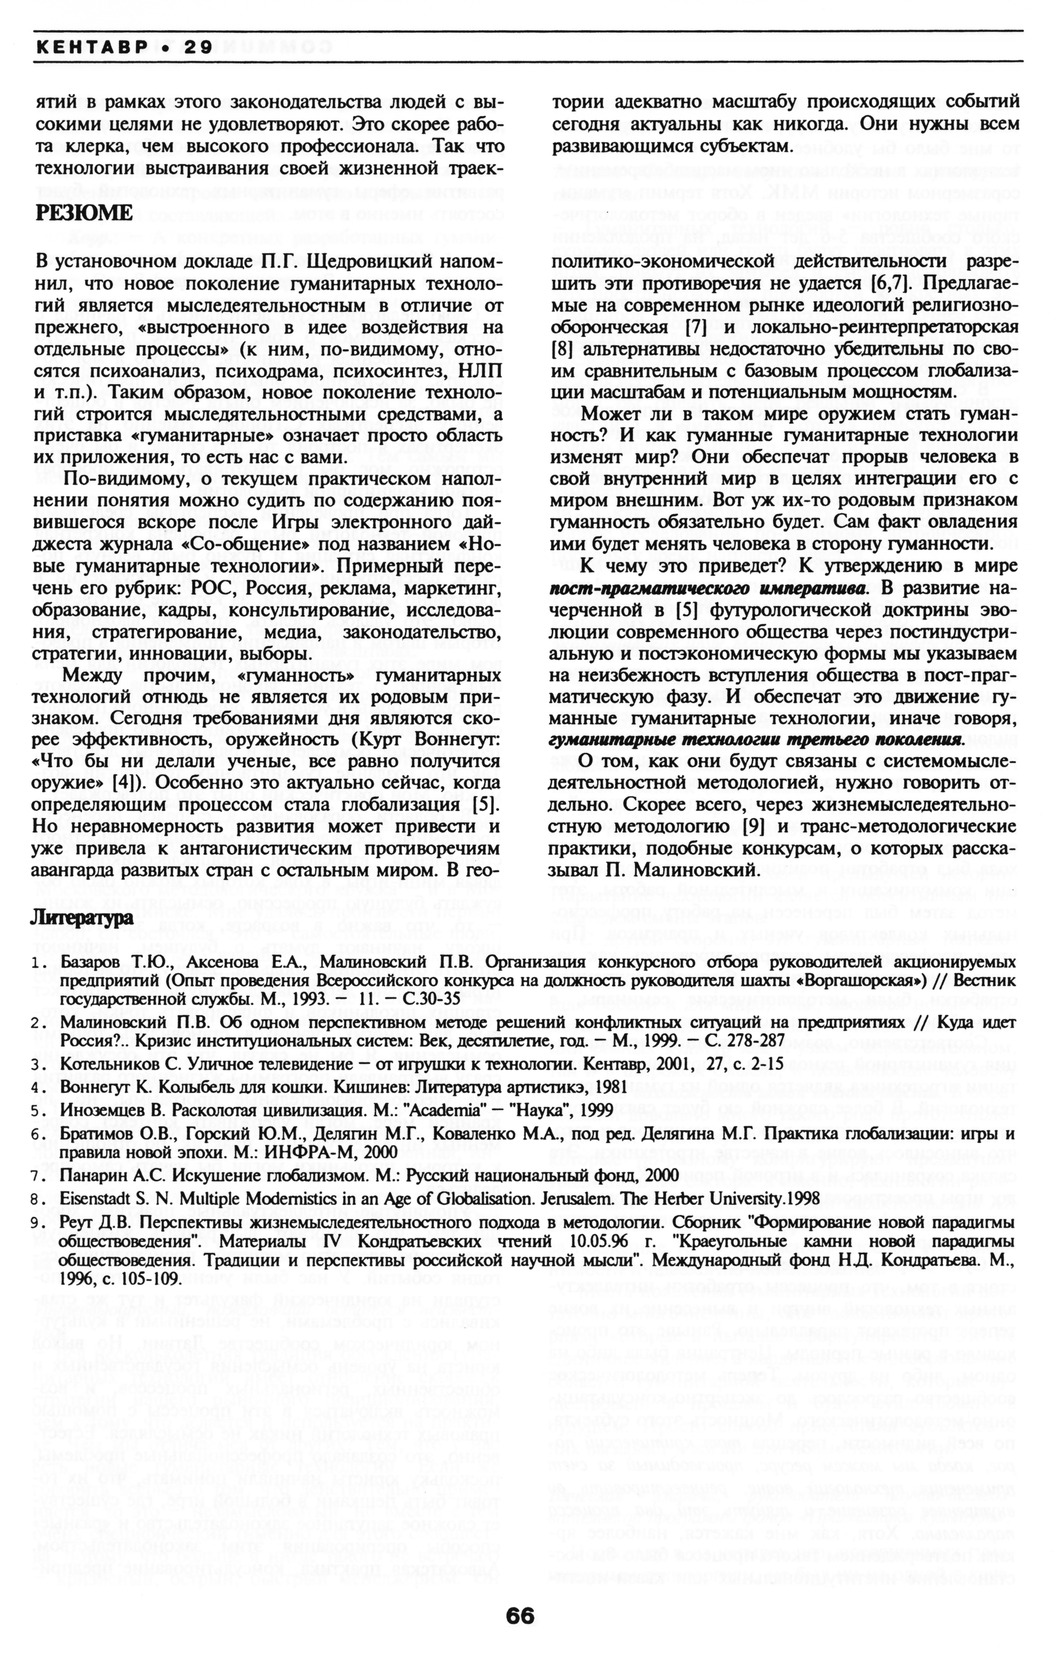 КЕНТАВР • 29
ятий в рамках этого законодательства людей с вы-
сокими целями не удовлетворяют. Это скорее рабо-
та клерка, чем высокого профессионала. Так что
технологии выстраивания своей жизненной траек-
тории адекватно масштабу происходящих событий
сегодня актуальны как никогда. Они нужны всем
развивающимся субъектам.
РЕЗЮМЕ
В установочном докладе П.Г. Щедровицкий напом-
нил, что новое поколение гуманитарных техноло-
гий является мыследеятельностным в отличие от
прежнего, «выстроенного в идее воздействия на
отдельные процессы» (к ним, по-видимому, отно-
сятся психоанализ, психодрама, психосинтез, НЛП
и т.п.). Таким образом, новое поколение техноло-
гий строится мыследятельностными средствами, а
приставка «гуманитарные» означает просто область
их приложения, то есть нас с вами.
По-видимому, о текущем практическом напол-
нении понятия можно судить по содержанию поя-
вившегося вскоре после Игры электронного дай-
джеста журнала «Со-общение» под названием «Но-
вые гуманитарные технологии». Примерный пере-
чень его рубрик: РОС, Россия, реклама, маркетинг,
образование, кадры, консультирование, исследова-
ния, стратегирование, медиа, законодательство,
стратегии, инновации, выборы.
Между прочим, «гуманность» гуманитарных
технологий отнюдь не является их родовым при-
знаком. Сегодня требованиями дня являются ско-
рее эффективность, оружейность (Курт Воннегут:
«Что бы ни делали ученые, все равно получится
оружие» [4]). Особенно это актуально сейчас, когда
определяющим процессом стала глобализация [5].
Но неравномерность развития может привести и
уже привела к антагонистическим противоречиям
авангарда развитых стран с остальным миром. В гео-
политико-экономической действительности разре-
шить эти противоречия не удается [6,7]. Предлагае-
мые на современном рынке идеологий религиозно-
оборонческая [7] и локально-реинтерпретаторская
[8] альтернативы недостаточно убедительны по сво-
им сравнительным с базовым процессом глобализа-
ции масштабам и потенциальным мощностям.
Может ли в таком мире оружием стать гуман-
ность? И как гуманные гуманитарные технологии
изменят мир? Они обеспечат прорыв человека в
свой внутренний мир в целях интеграции его с
миром внешним. Вот уж их-то родовым признаком
гуманность обязательно будет. Сам факт овладения
ими будет менять человека в сторону гуманности.
К чему это приведет? К утверждению в мире
пост-прагматического императива. В развитие на-
черченной в [5] футурологической доктрины эво-
люции современного общества через постиндустри-
альную и постэкономическую формы мы указываем
на неизбежность вступления общества в пост-праг-
матическую фазу. И обеспечат это движение гу-
манные гуманитарные технологии, иначе говоря,
гуманитарные технологии третьего поколения.
О том, как они будут связаны с системомысле-
деятельностной методологией, нужно говорить от-
дельно. Скорее всего, через жизнемыследеятельно-
стную методологию [9] и транс-методологические
практики, подобные конкурсам, о которых расска-
зывал П. Малиновский.
Литература
1. Базаров Т.Ю., Аксенова Е.А., Малиновский П.В. Организация конкурсного отбора руководителей акционируемых
предприятий (Опыт проведения Всероссийского конкурса на должность руководителя шахты «Воргашорская») // Вестник
государственной службы. М., 1993. − 11. − С.30-35
2. Малиновский П.В. Об одном перспективном методе решений конфликтных ситуаций на предприятиях // Куда идет
Россия?.. Кризис институциональных систем: Век, десятилетие, год. − М., 1999. − С. 278-287
3. Котельников С. Уличное телевидение − от игрушки к технологии. Кентавр, 2001, 27, с. 2-15
4. Воннегут К. Колыбель для кошки. Кишинев: Литература артистикэ, 1981
5. Иноземцев В. Расколотая цивилизация. М.: "Academia" − "Наука", 1999
6. Братимов О.В., Горский Ю.М., Делягин М.Г., Коваленко М.А., под ред. Делягина М.Г. Практика глобализации: игры и
правила новой эпохи. М.: ИНФРА-М, 2000
7. Панарин А.С. Искушение глобализмом. М.: Русский национальный фонд, 2000
8. Eisenstadt S. N. Multiple Modernistics in an Age of Globalisation. Jerusalem. The Herber University.1998
9. Реут Д.В. Перспективы жизнемыследеятельностного подхода в методологии. Сборник "Формирование новой парадигмы
обществоведения". Материалы IV Кондратьевских чтений 10.05.96 г. "Краеугольные камни новой парадигмы
обществоведения. Традиции и перспективы российской научной мысли". Международный фонд Н.Д. Кондратьева. М.,
1996, с. 105-109.
66